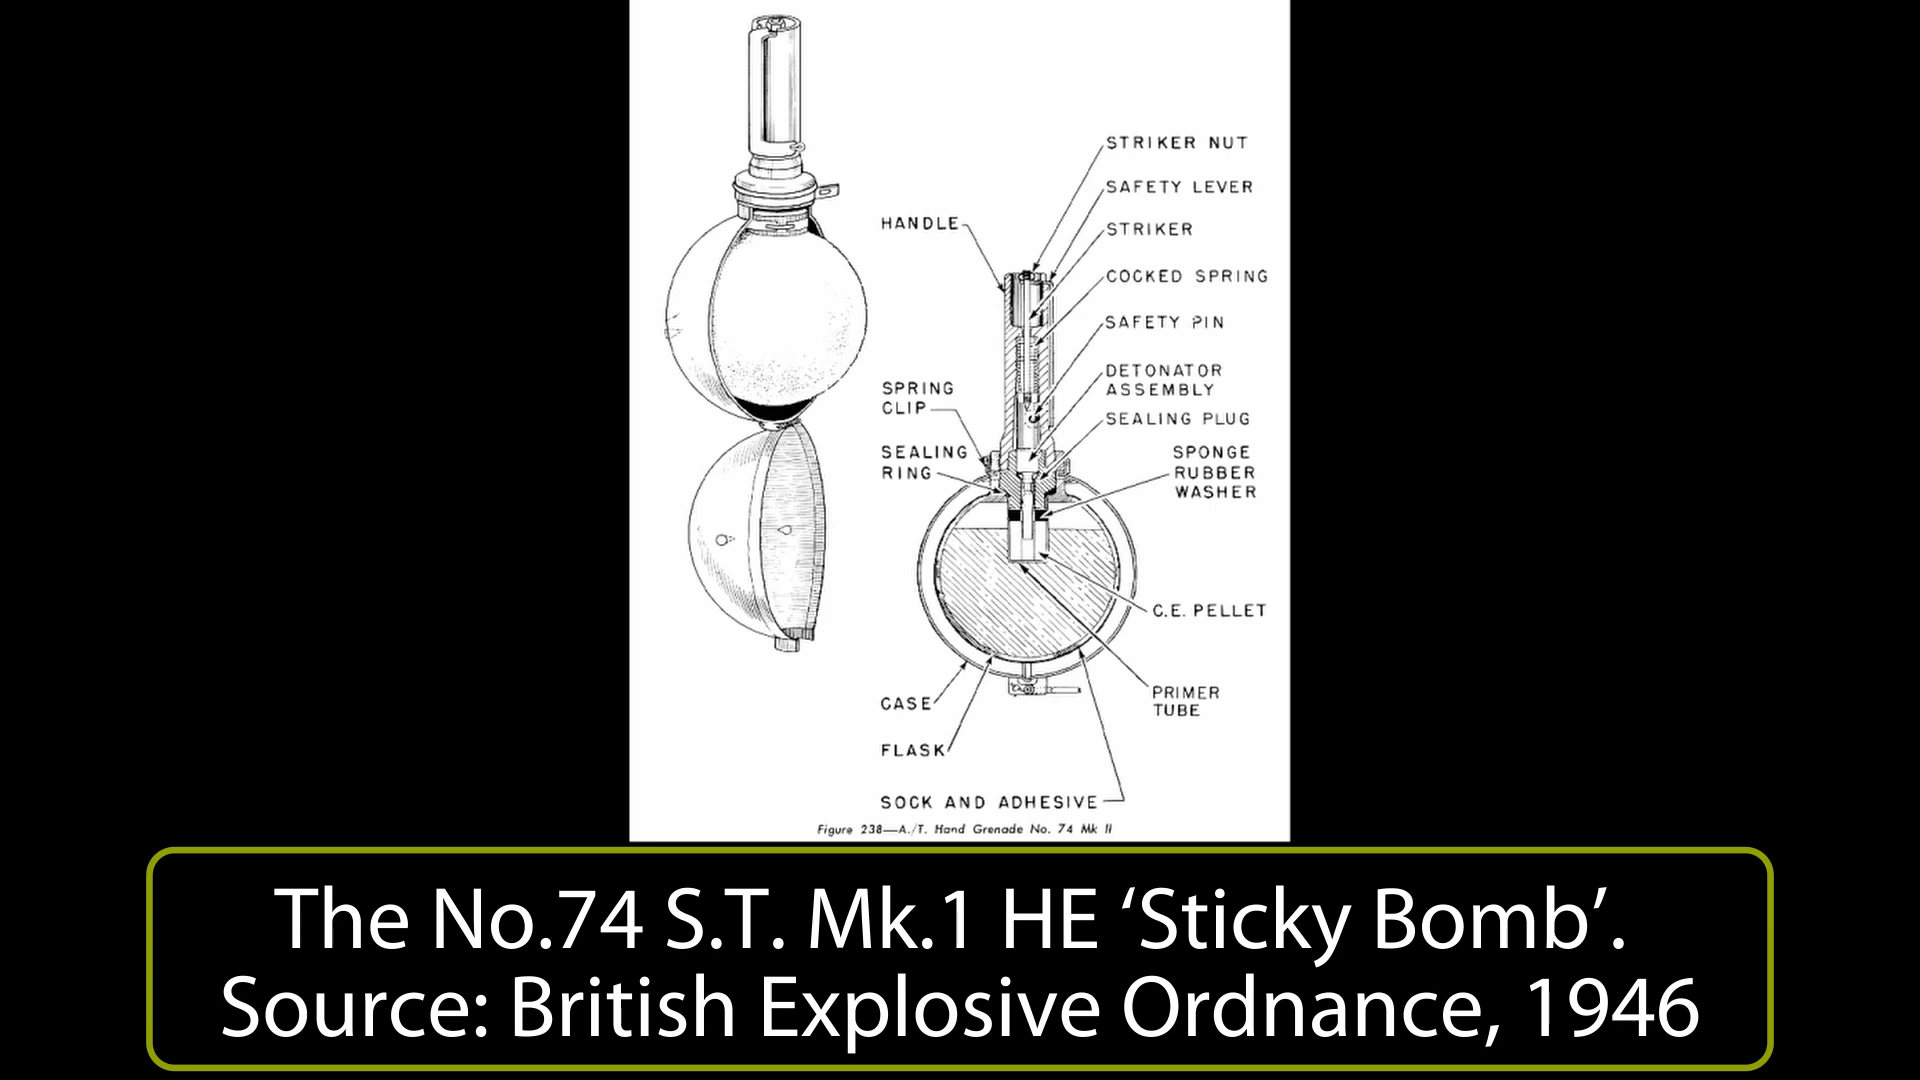 STRIKER NUT
SAFETY LEVER
HANDLE
STRIKER
COCKED SPRING
SAFETY PIN
DETONATOR
ASSEMBLY
SPRING
CLIP
SEALING PLUG
SEALING
RING
SPONGE
RUBBER
WASHER
C.E. PELLET
PRIMER
TUBE
CASE
FLASK
SOCK AND ADHESIVE
Figure 238—A./T. Hand Grenade No. 74 Mk II
The No.74 S.T. Mk.1 HE ‘Sticky Bomb’.
Source: British Explosive Ordnance, 1946